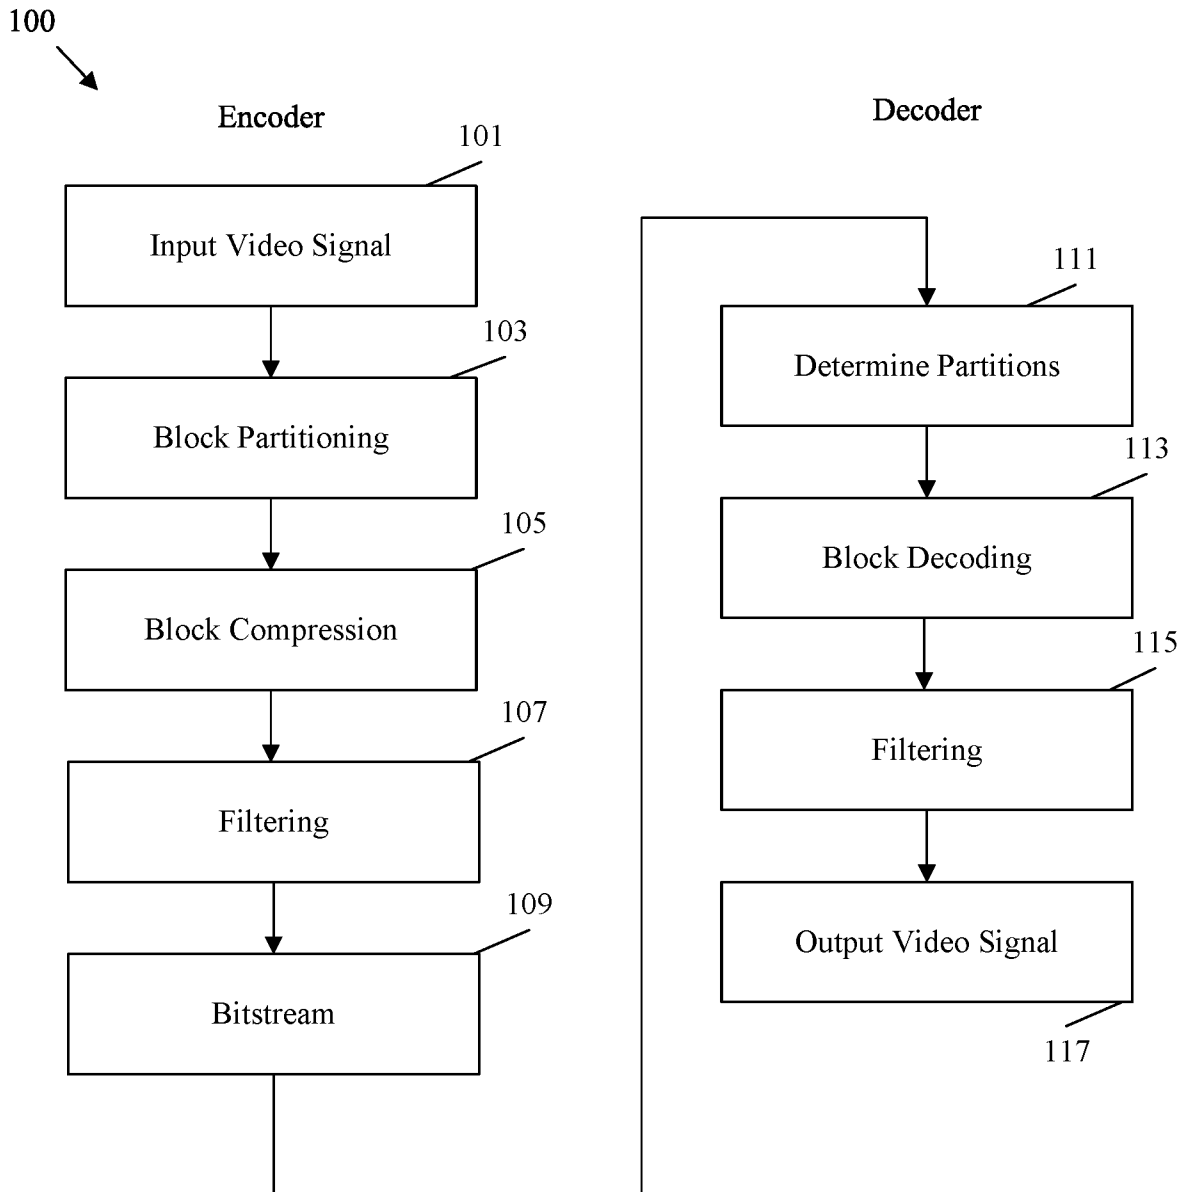 100
Encoder
101
Input Video Signal
103
Block Partitioning
105
Block Compression
107
Filtering
109
Bitstream
Decoder
111
Determine Partitions
113
Block Decoding
115
Filtering
Output Video Signal
117